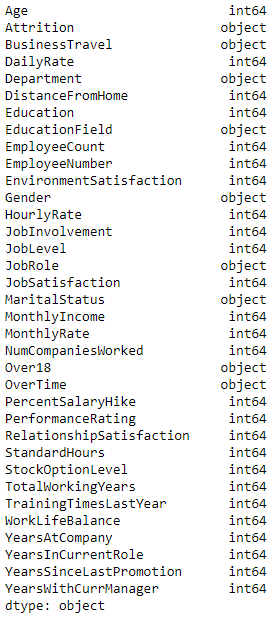 Age int64
Attrition object
BusinessTravel object
DailyRate int64
Department object
DistanceFromHome int64
Education int64
EducationField object
EmployeeCount int64
EmployeeNumber int64
EnvironmentSatisfaction int64
Gender object
HourlyRate int64
JobInvolvement int64
JobLevel int64
JobRole object
JobSatisfaction int64
MaritalStatus object
MonthlyIncome int64
MonthlyRate int64
NumCompaniesWorked int64
Over18 object
OverTime object
PercentSalaryHike int64
PerformanceRating int64
RelationshipSatisfaction int64
StandardHours int64
StockOptionLevel int64
TotalWorkingYears int64
TrainingTimesLastYear int64
WorkLifeBalance int64
YearsAtCompany int64
YearsInCurrentRole int64
YearsSinceLastPromotion int64
YearsWithCurrManager int64
dtype: object